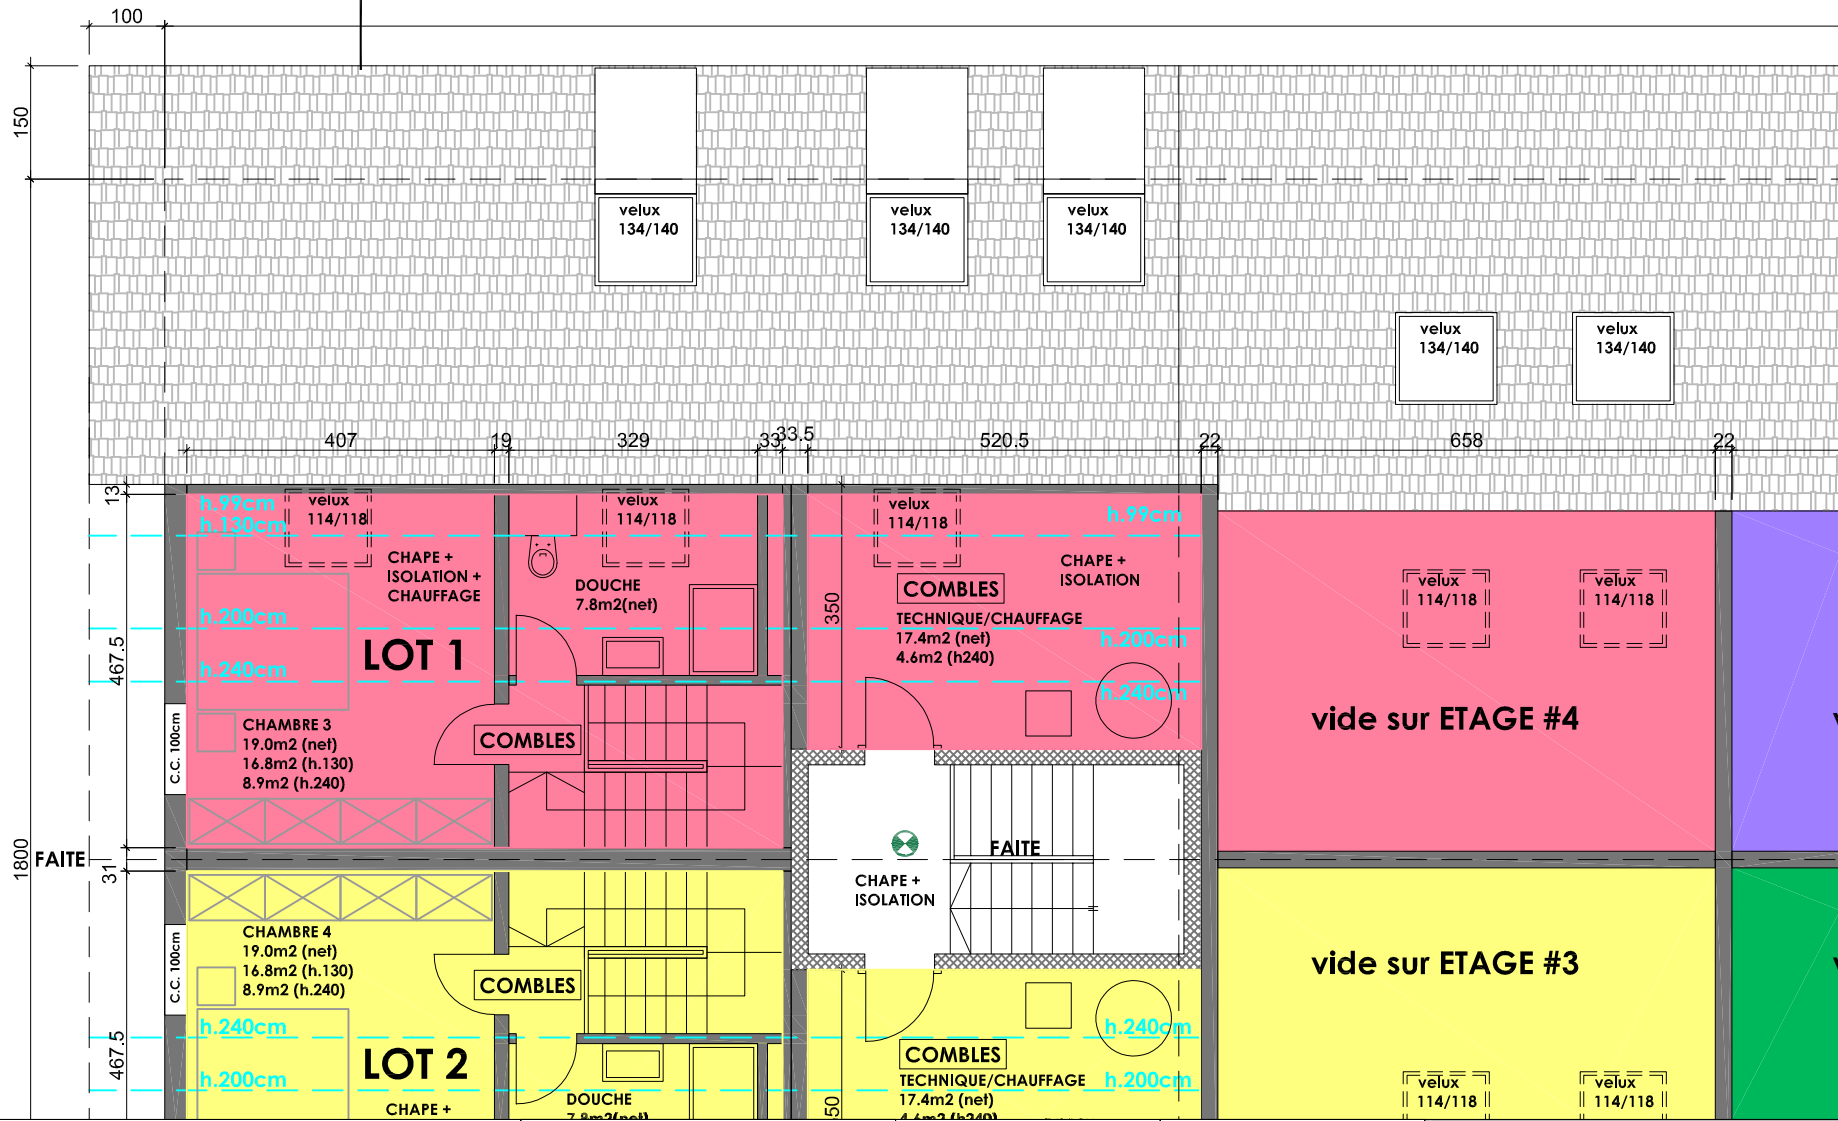 100
150
velux
134/140
velux
134/140
velux
134/140
velux
134/140
velux
134/140
407
19
329
33
33.5
520.5
22
658
22
13
h.99cm
h.130cm
velux
114/118
velux
114/118
velux
114/118
h.99cm
CHAPE +
ISOLATION +
CHAUFFAGE
CHAPE +
ISOLATION
DOUCHE
7.8m2(net)
COMBLES
TECHNIQUE/CHAUFFAGE
17.4m2 (net)
4.6m2 (h240)
350
velux
114/118
velux
114/118
h.200cm
h.200cm
467.5
LOT 1
h.240cm
h.240cm
C.C. 100cm
CHAMBRE 3
19.0m2 (net)
16.8m2 (h.130)
8.9m2 (h.240)
COMBLES
vide sur ETAGE #4
1800
FAITE
31
FAITE
CHAPE +
ISOLATION
C.C. 100cm
CHAMBRE 4
19.0m2 (net)
16.8m2 (h.130)
8.9m2 (h.240)
COMBLES
vide sur ETAGE #3
h.240cm
h.240cm
467.5
LOT 2
COMBLES
h.200cm
TECHNIQUE/CHAUFFAGE
h.200cm
17.4m2 (net)
4.6m2 (h240)
CHAPE +
DOUCHE
7.8m2(net)
velux
114/118
velux
114/118